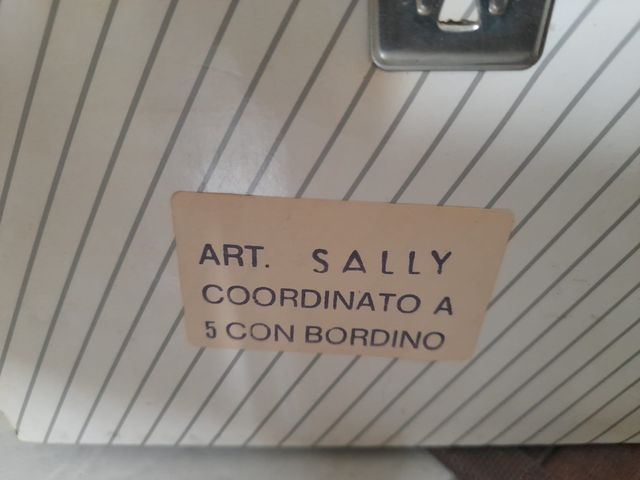 ART. SALLY
COORDINATO A
5 CON BORDINO